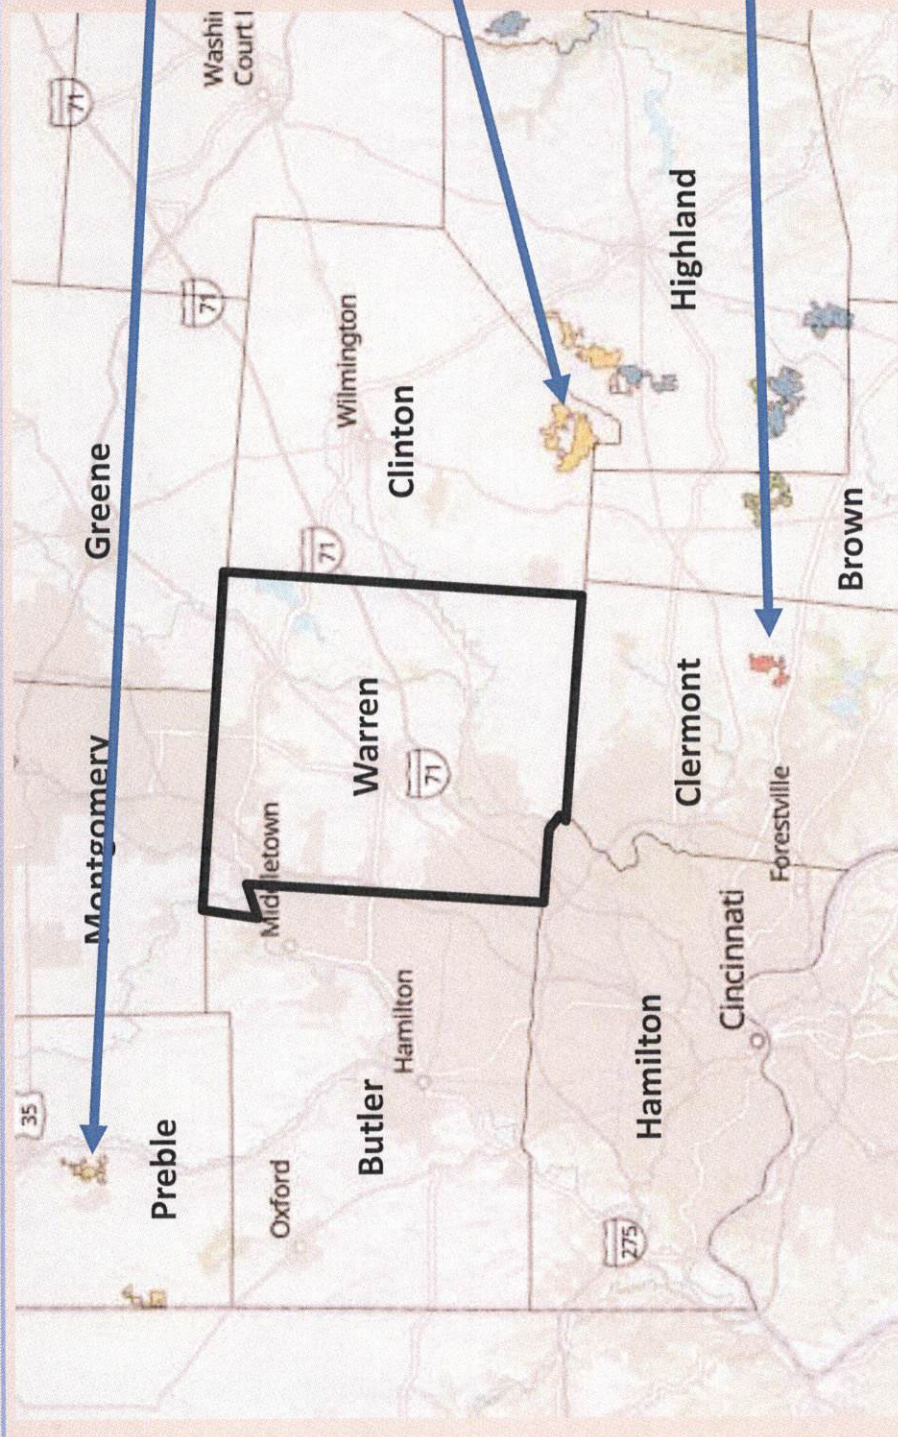 35
71
Montgomery
Greene
Preble
71
Washi
Court
Middletown
Oxford
71
Wilmington
Warren
Butler
Clinton
Hamilton
71
275
Hamilton
Highland
Clermont
Cincinnati
Forestville
Brown